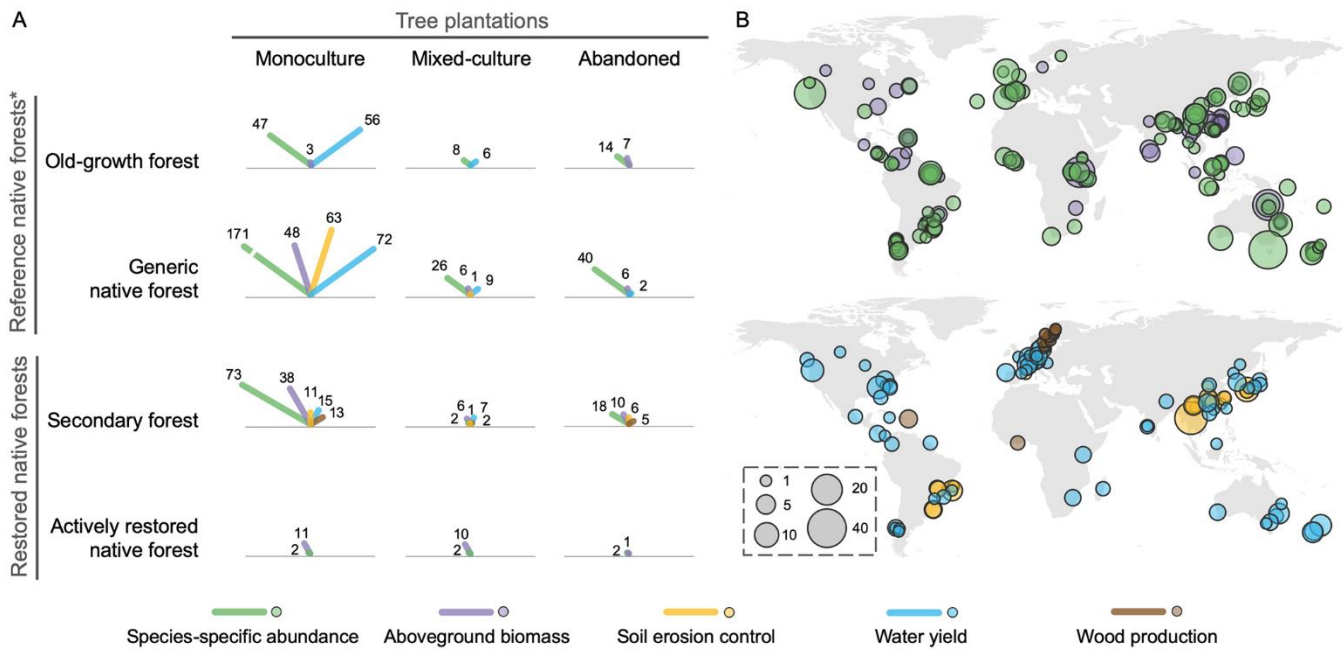 A
Tree plantations
Monoculture
Mixed-culture
Abandoned
Reference native forests*
Old-growth forest
47
3
56
8
6
14
7
Generic
native forest
171
48
63
72
26
6
1
9
40
6
2
Restored native forests
Secondary forest
73
38
11
15
13
6
1
7
2
2
18
10
6
5
Actively restored
native forest
11
2
10
2
1
2
B
1
5
10
20
40
Species-specific abundance
Aboveground biomass
Soil erosion control
Water yield
Wood production